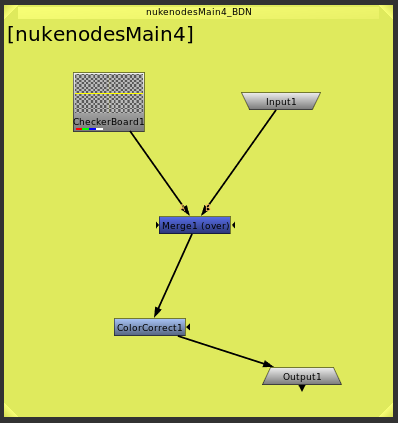 nukenodesMain4_BDN
[nukenodesMain4]
CheckerBoard1
Input1
Merge1 (over)
ColorCorrect1
Output1